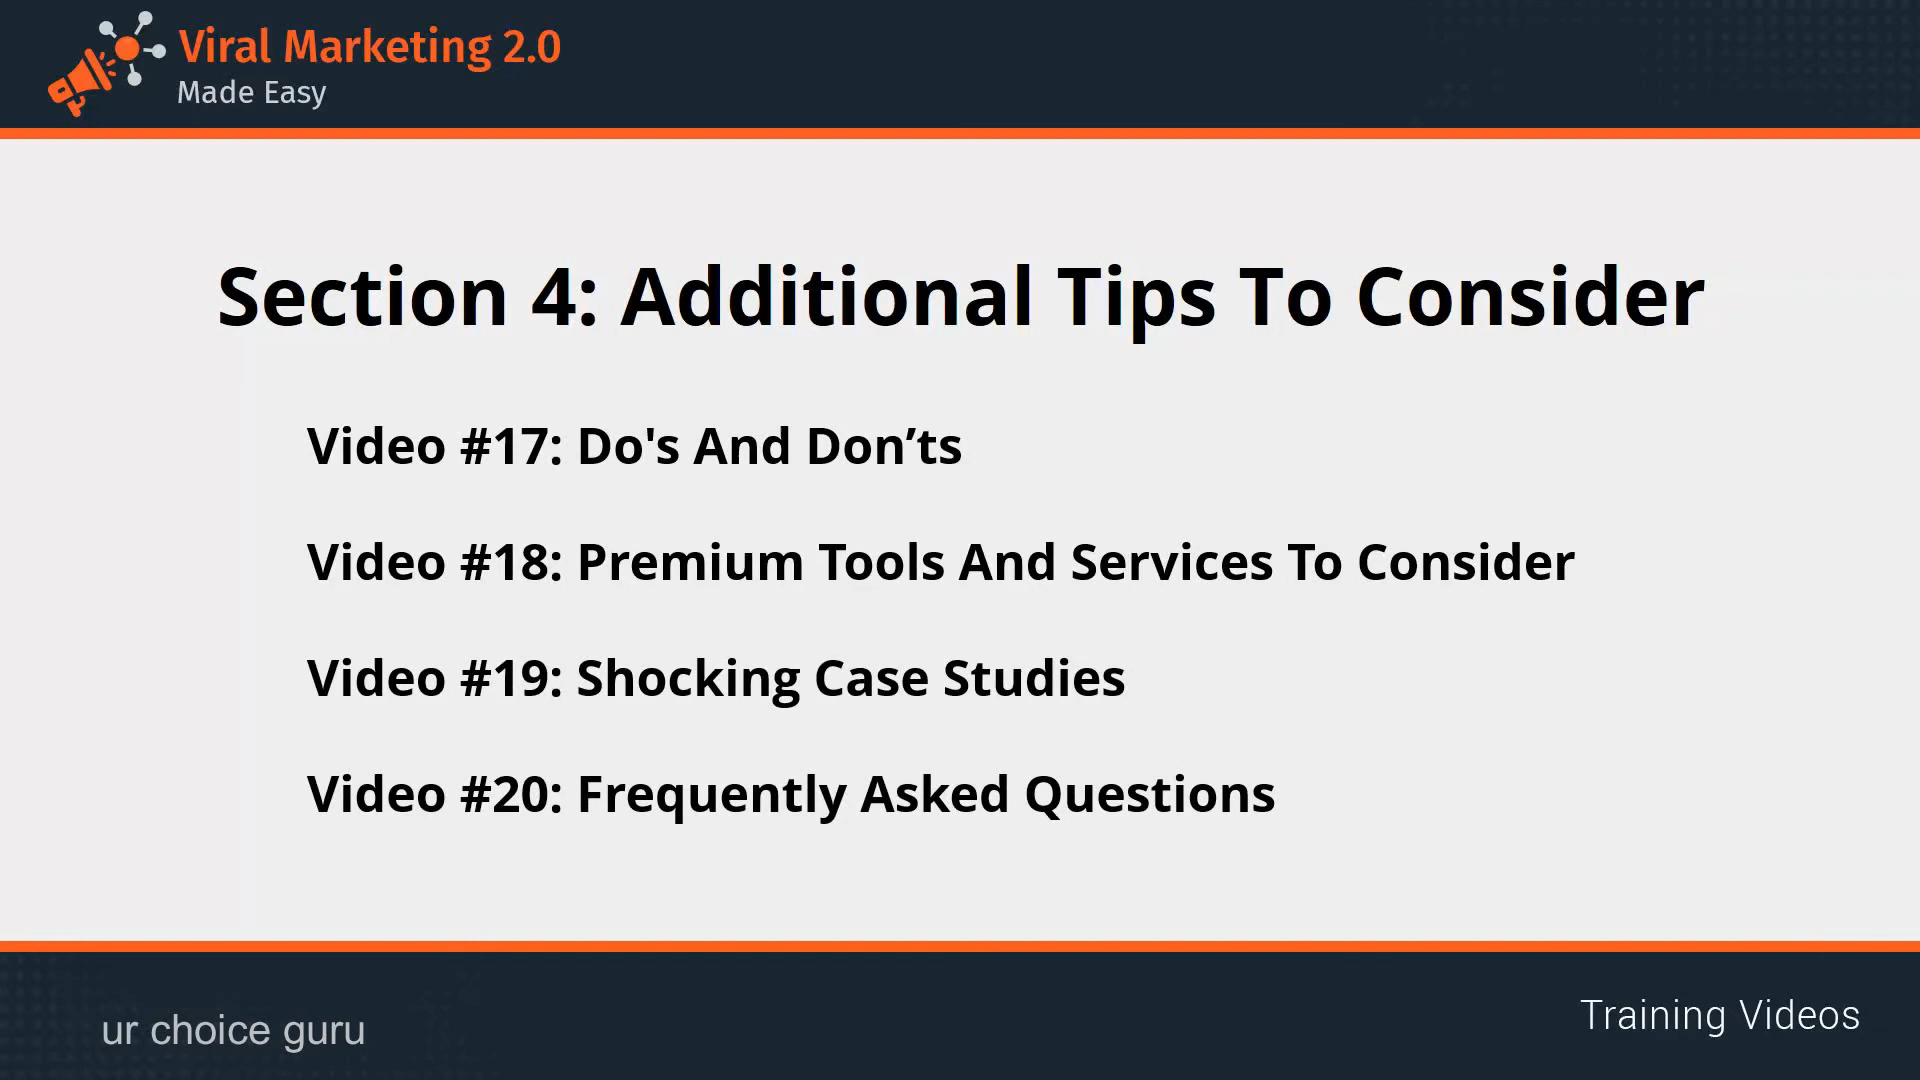 Viral Marketing 2.0
Made Easy
Section 4: Additional Tips To Consider
Video #17: Do's And Don’ts
Video #18: Premium Tools And Services To Consider
Video #19: Shocking Case Studies
Video #20: Frequently Asked Questions
ur choice guru
Training Videos